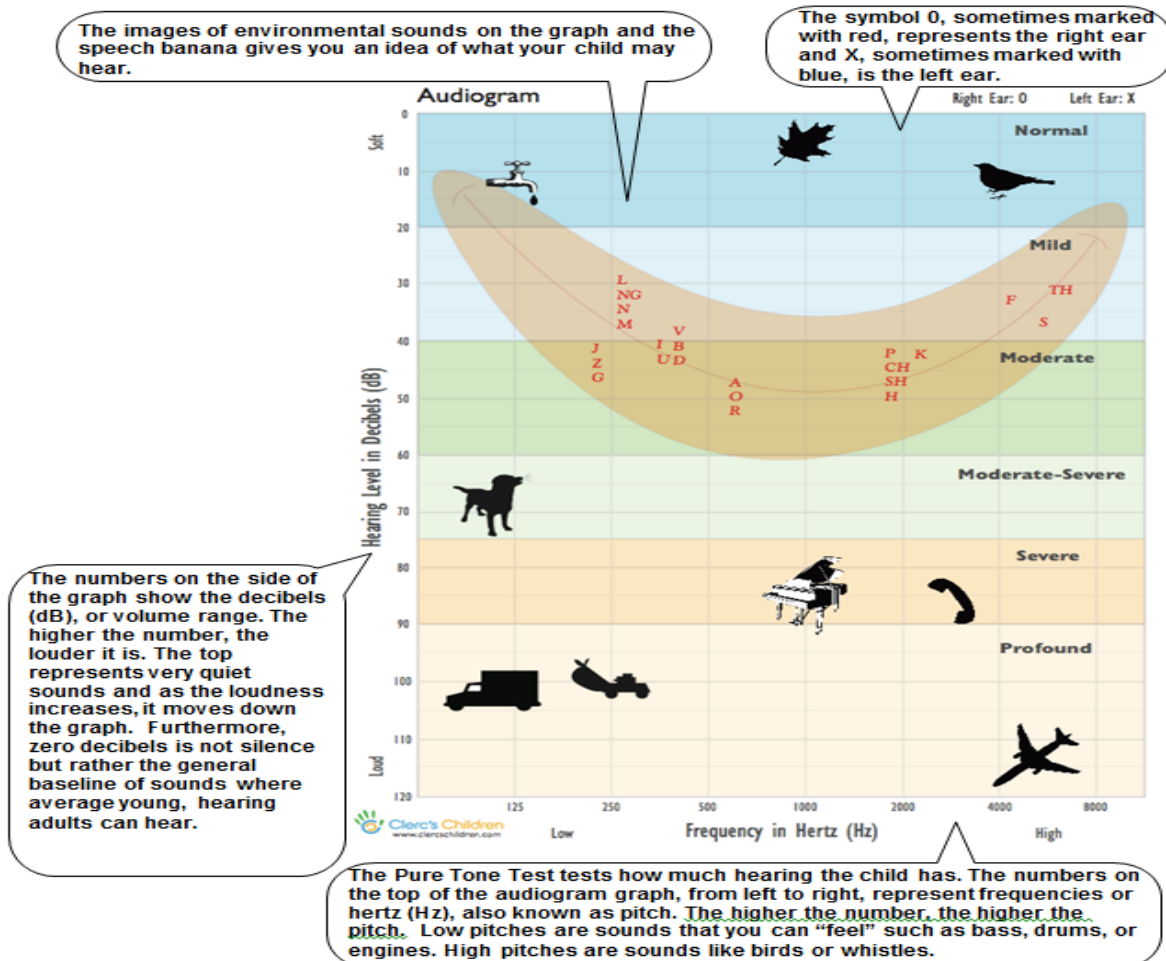 The images of environmental sounds on the graph and the
speech banana gives you an idea of what your child may
hear.
The symbol 0, sometimes marked
with red, represents the right ear
and X, sometimes marked with
blue, is the left ear.
Audiogram
Right Ear: O Left Ear: X
Soft
Hearing Level in Decibels (dB)
Loud
0
10
20
30
40
50
60
70
80
90
100
110
120
Normal
Mild
Moderate
Moderate-Severe
Severe
Profound
L
NG
N
M
J
Z
G
I
U
V
B
D
A
O
R
P
CH
SH
H
K
F
TH
S
125 250 500 1000 2000 4000 8000
Low Frequency in Hertz (Hz) High
Clerc's Children
www.clercschildren.com
The numbers on the side of
the graph show the decibels
(dB), or volume range. The
higher the number, the
louder it is. The top
represents very quiet
sounds and as the loudness
increases, it moves down
the graph. Furthermore,
zero decibels is not silence
but rather the general
baseline of sounds where
average young, hearing
adults can hear.
The Pure Tone Test tests how much hearing the child has. The numbers
on the top of the audiogram graph, from left to right, represent frequencies or
hertz (Hz), also known as pitch. The higher the number, the higher the
pitch. Low pitches are sounds that you can “feel” such as bass, drums, or
engines. High pitches are sounds like birds or whistles.